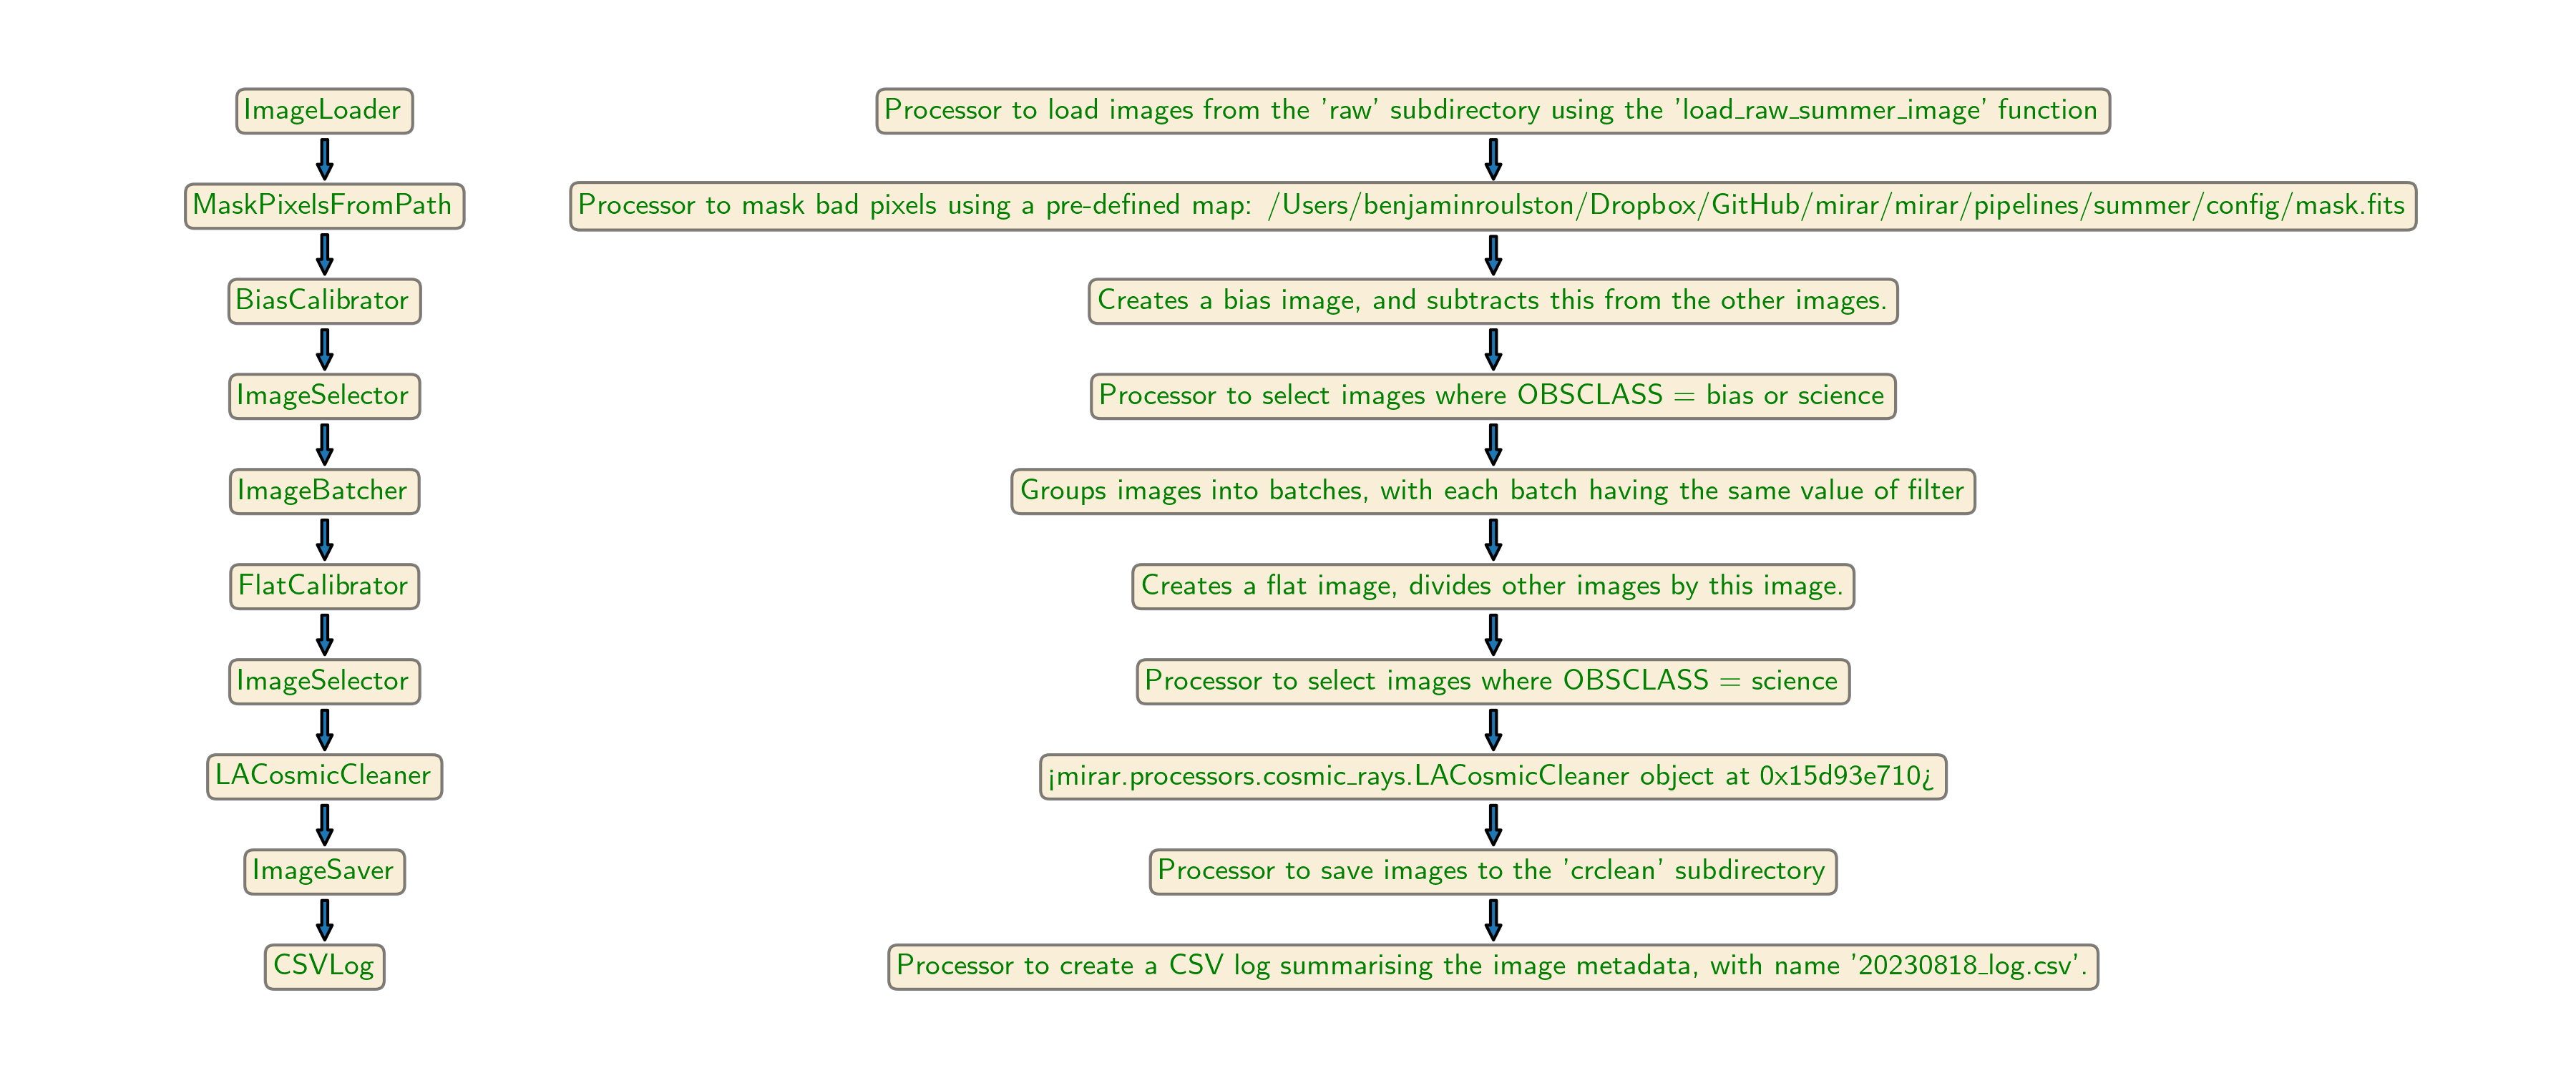 ImageLoader
Processor to load images from the 'raw' subdirectory using the 'load_raw_summer_image' function
MaskPixelsFromPath
Processor to mask bad pixels using a pre-defined map: /Users/benjaminroulston/Dropbox/GitHub/mirar/mirar/pipelines/summer/config/mask.fits
BiasCalibrator
Creates a bias image, and subtracts this from the other images.
ImageSelector
Processor to select images where OBSCLASS = bias or science
ImageBatcher
Groups images into batches, with each batch having the same value of filter
FlatCalibrator
Creates a flat image, divides other images by this image.
ImageSelector
Processor to select images where OBSCLASS = science
LACosmicCleaner
‹mirar.processors.cosmic_rays.LACosmicCleaner object at 0x15d93e710¿
ImageSaver
Processor to save images to the 'crclean' subdirectory
CSVLog
Processor to create a CSV log summarising the image metadata, with name '20230818_log.csv'.